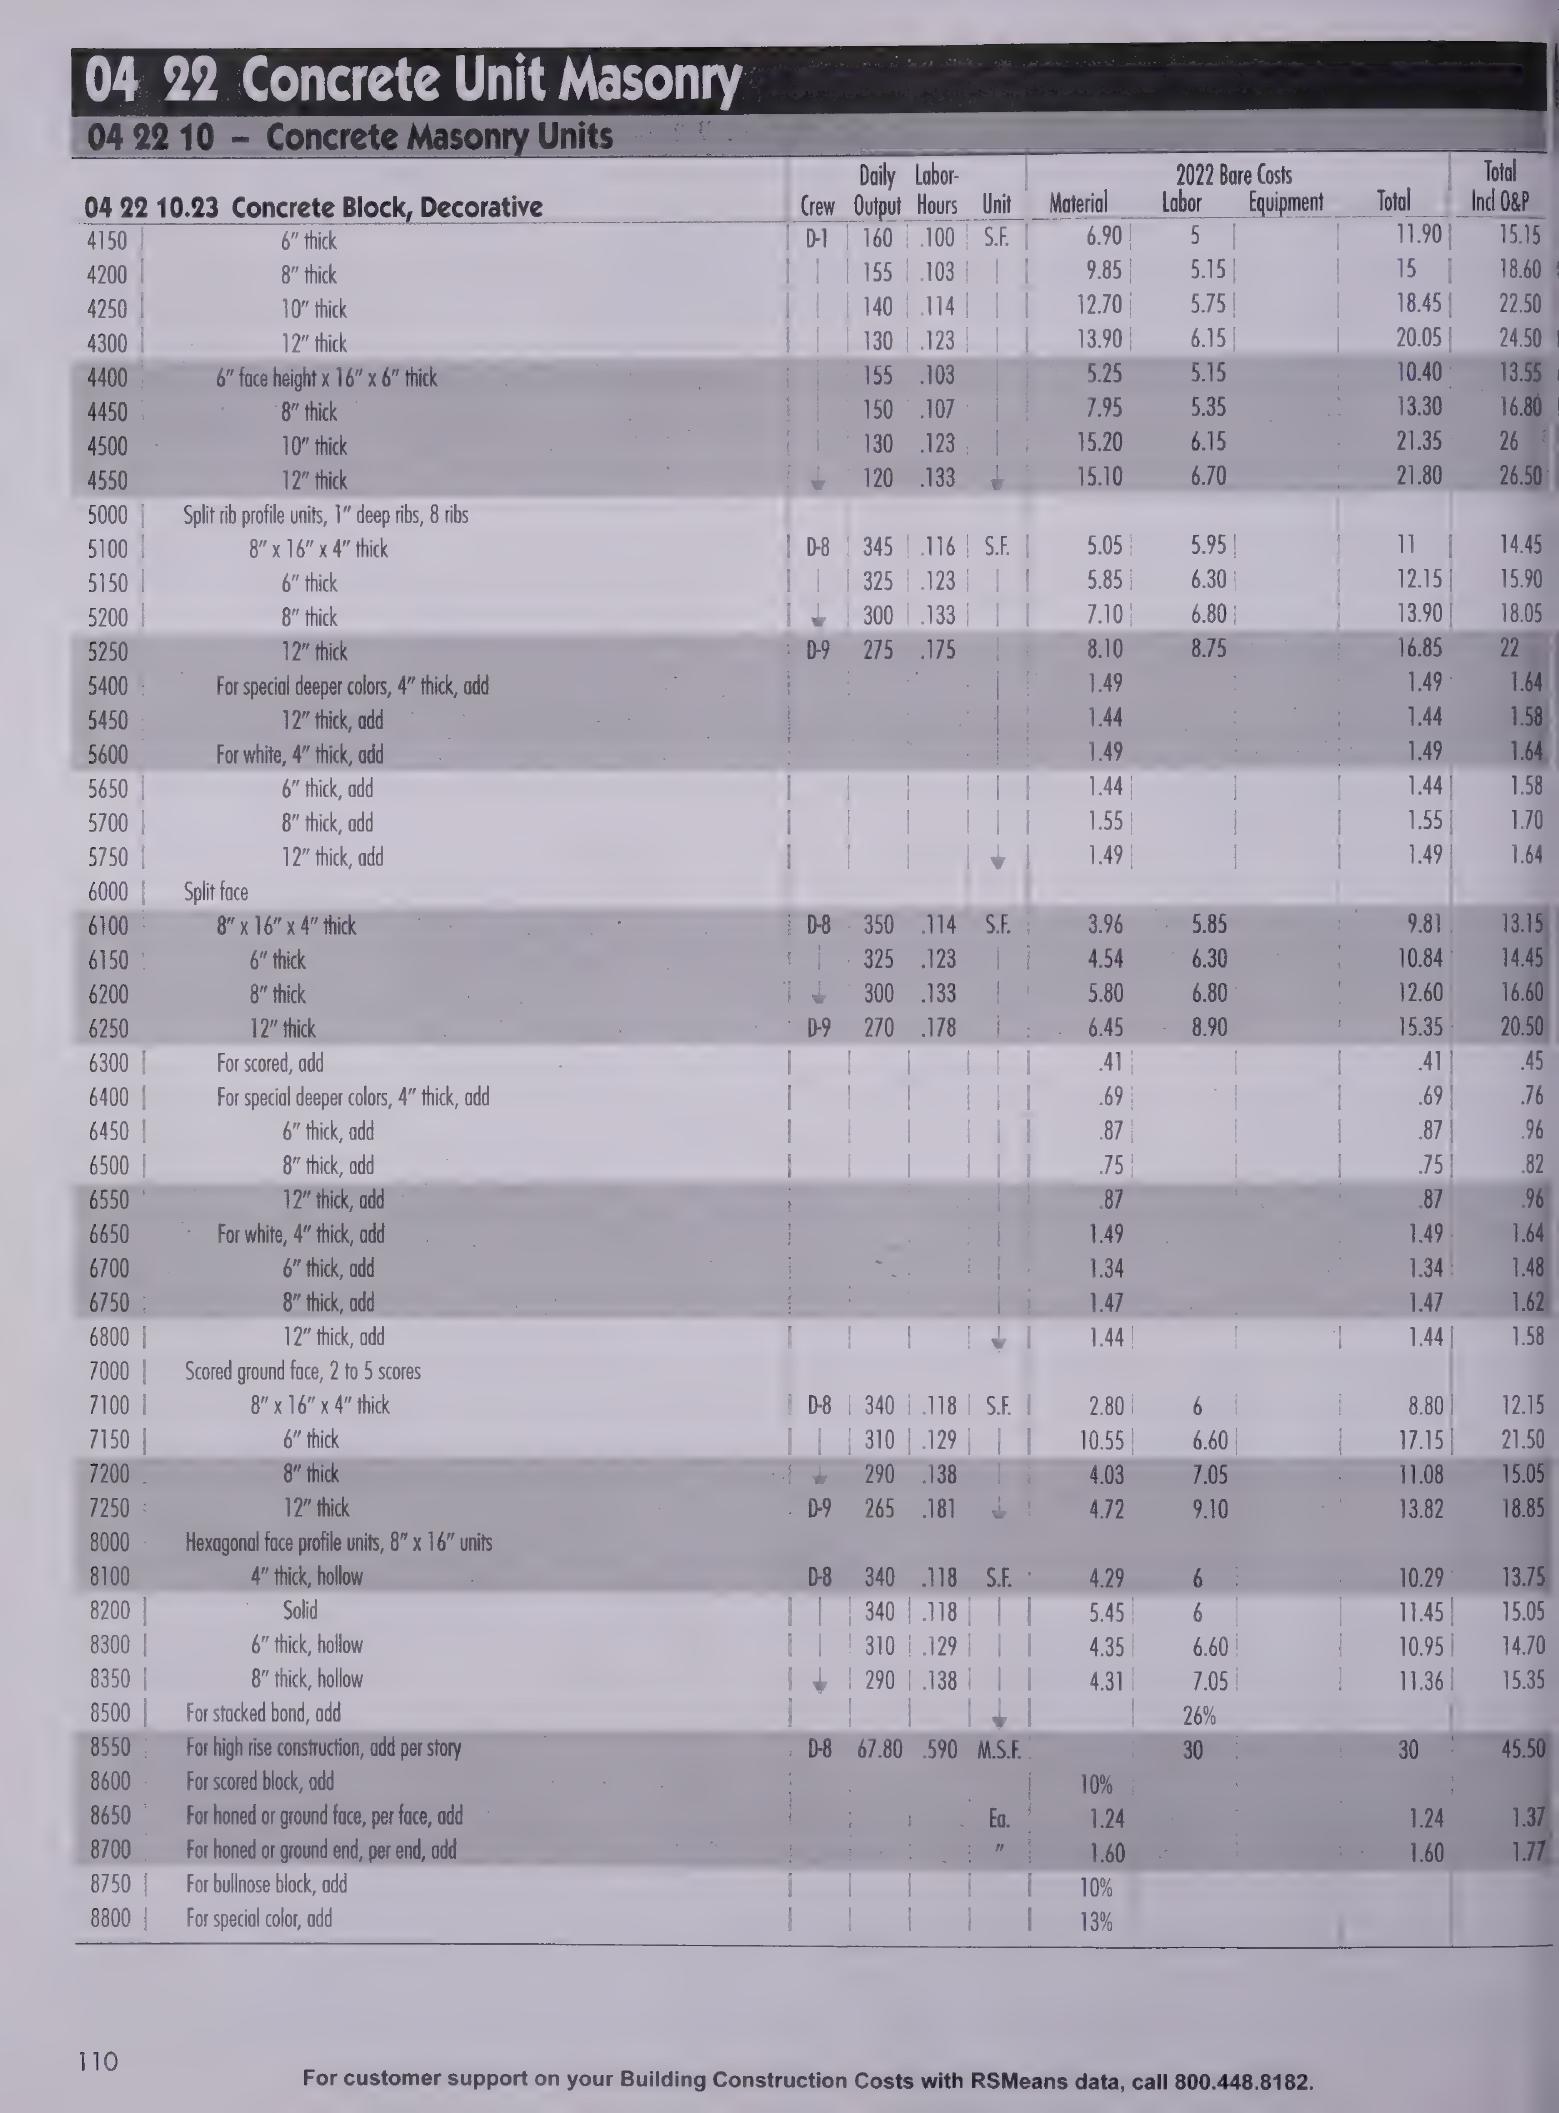 04 22 Concrete Unit Masonry
04 22 10 – Concrete Masonry Units
Daily Labor- 2022 Bare Costs Total
04 22 10.23 Concrete Block, Decorative Crew Output Hours Unit Material Labor Equipment Total Incl O&P
4150 6" thick D-1 160 .100 S.F. 6.90 5 11.90 15.15
4200 8" thick 155 .103 9.85 5.15 15 18.60
4250 10" thick 140 .114 12.70 5.75 18.45 22.50
4300 12" thick 130 .123 13.90 6.15 20.05 24.50
4400 6" face height x 16" x 6" thick 155 .103 5.25 5.15 10.40 13.55
4450 8" thick 150 .107 7.95 5.35 13.30 16.80
4500 10" thick 130 .123 15.20 6.15 21.35 26
4550 12" thick 120 .133 15.10 6.70 21.80 26.50
5000 Split rib profile units, 1" deep ribs, 8 ribs
5100 8" x 16" x 4" thick D-8 345 .116 S.F. 5.05 5.95 11 14.45
5150 6" thick 325 .123 5.85 6.30 12.15 15.90
5200 8" thick 300 .133 7.10 6.80 13.90 18.05
5250 12" thick D-9 275 .175 8.10 8.75 16.85 22
5400 For special deeper colors, 4" thick, add 1.49 1.49 1.64
5450 12" thick, add 1.44 1.44 1.58
5600 For white, 4" thick, add 1.49 1.49 1.64
5650 6" thick, add 1.44 1.44 1.58
5700 8" thick, add 1.55 1.55 1.70
5750 12" thick, add 1.49 1.49 1.64
6000 Split face
6100 8" x 16" x 4" thick D-8 350 .114 S.F. 3.96 5.85 9.81 13.15
6150 6" thick 325 .123 4.54 6.30 10.84 14.45
6200 8" thick 300 .133 5.80 6.80 12.60 16.60
6250 12" thick D-9 270 .178 6.45 8.90 15.35 20.50
6300 For scored, add .41 .41 .45
6400 For special deeper colors, 4" thick, add .69 .69 .76
6450 6" thick, add .87 .87 .96
6500 8" thick, add .75 .75 .82
6550 12" thick, add .87 .87 .96
6650 For white, 4" thick, add 1.49 1.49 1.64
6700 6" thick, add 1.34 1.34 1.48
6750 8" thick, add 1.47 1.47 1.62
6800 12" thick, add 1.44 1.44 1.58
7000 Scored ground face, 2 to 5 scores
7100 8" x 16" x 4" thick D-8 340 .118 S.F. 2.80 6 8.80 12.15
7150 6" thick 310 .129 10.55 6.60 17.15 21.50
7200 8" thick 290 .138 4.03 7.05 11.08 15.05
7250 12" thick D-9 265 .181 4.72 9.10 13.82 18.85
8000 Hexagonal face profile units, 8" x 16" units
8100 4" thick, hollow D-8 340 .118 S.F. 4.29 6 10.29 13.75
8200 Solid 340 .118 5.45 6 11.45 15.05
8300 6" thick, hollow 310 .129 4.35 6.60 10.95 14.70
8350 8" thick, hollow 290 .138 4.31 7.05 11.36 15.35
8500 For stacked bond, add 26%
8550 For high rise construction, add per story D-8 67.80 .590 M.S.F. 30 30 45.50
8600 For scored block, add 10%
8650 For honed or ground face, per face, add Ea. 1.24 1.24 1.37
8700 For honed or ground end, per end, add " 1.60 1.60 1.77
8750 For bullnose block, add 10%
8800 For special color, add 13%
110
For customer support on your Building Construction Costs with RSMeans data, call 800.448.8182.